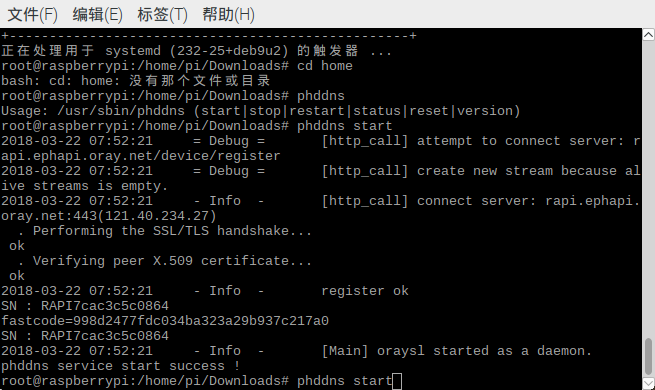 文件(F) 编辑(E) 标签(T) 帮助(H)
+--------------------------------------------------+
正在处理用于 systemd (232-25+deb9u2) 的触发器 ...
root@raspberrypi:/home/pi/Downloads# cd home
bash: cd: home: 没有那个文件或目录
root@raspberrypi:/home/pi/Downloads# phddns
Usage: /usr/sbin/phddns (start|stop|restart|status|reset|version)
root@raspberrypi:/home/pi/Downloads# phddns start
2018-03-22 07:52:21     = Debug =       [http_call] attempt to connect server: r
api.ephapi.oray.net/device/register
2018-03-22 07:52:21     = Debug =       [http_call] create new stream because al
ive streams is empty.
2018-03-22 07:52:21     - Info  -       [http_call] connect server: rapi.ephapi.
oray.net:443(121.40.234.27)
  . Performing the SSL/TLS handshake...
 ok
  . Verifying peer X.509 certificate...
 ok
2018-03-22 07:52:21     - Info  -       register ok
SN : RAPI7cac3c5c0864
fastcode=998d2477fdc034ba323a29b937c217a0
SN : RAPI7cac3c5c0864
2018-03-22 07:52:21     - Info  -       [Main] oraysl started as a daemon.
phddns service start success !
root@raspberrypi:/home/pi/Downloads# phddns start